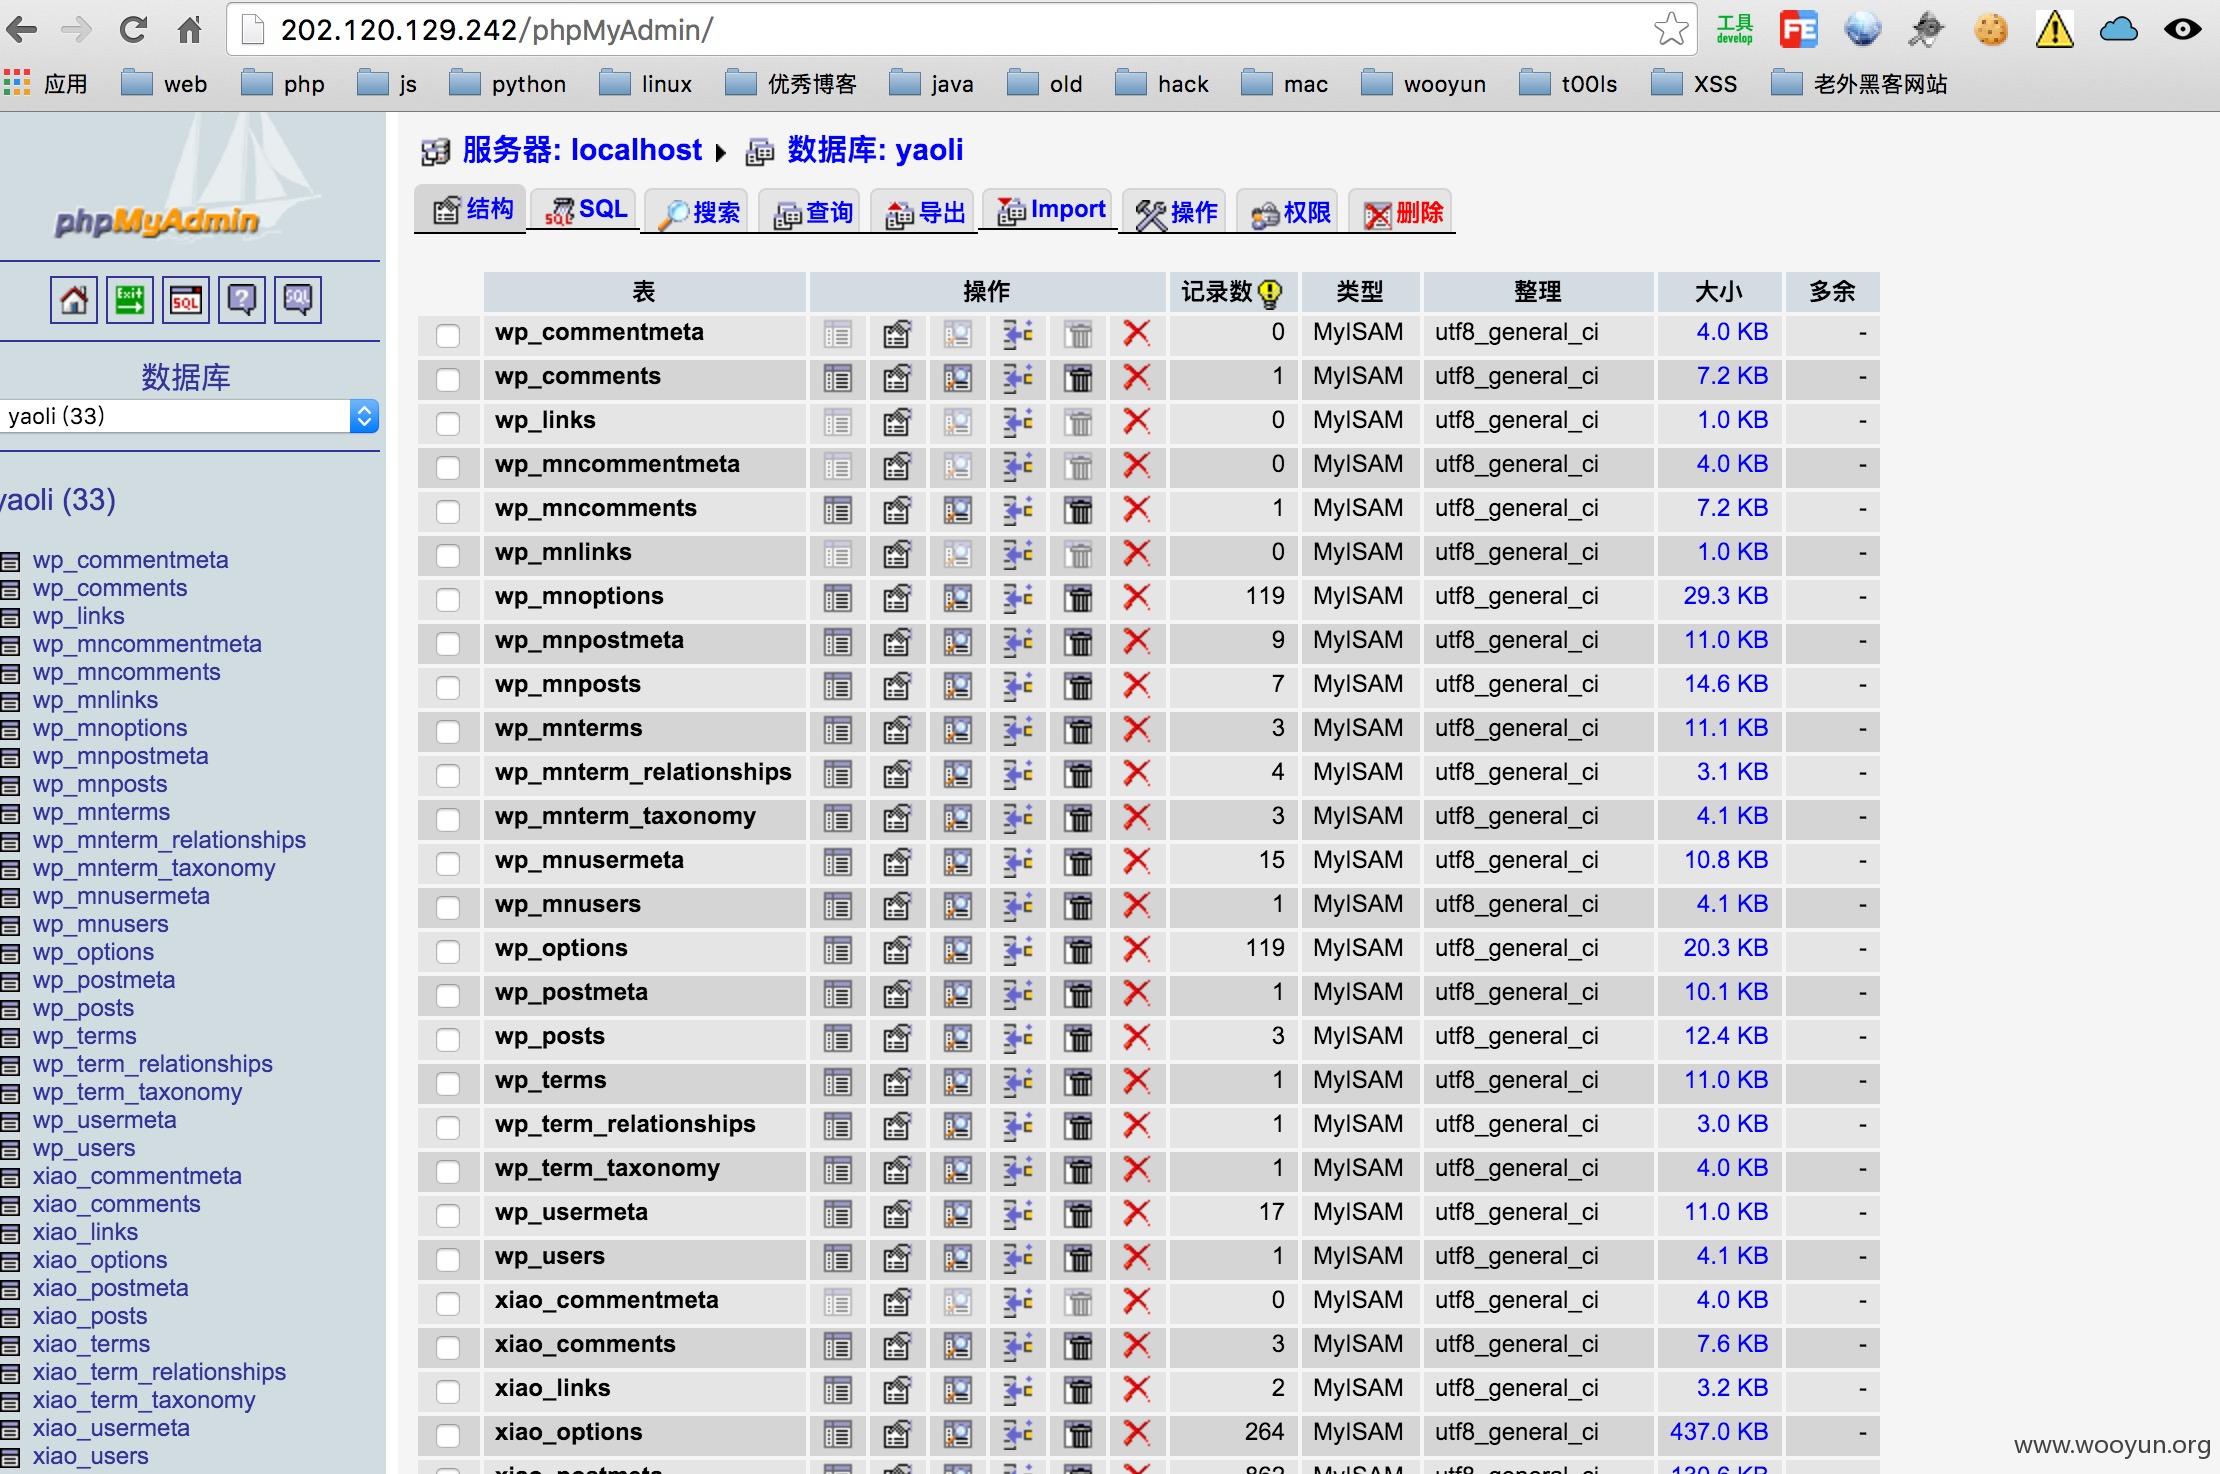 202.120.129.242/phpMyAdmin/
工具
develop
FE
应用 web php js python linux 优秀博客 java old hack mac wooyun t00ls XSS 老外黑客网站
phpMyAdmin
Exit SQL ? SQL
数据库
yaoli (33)
yaoli (33)
wp_commentmeta
wp_comments
wp_links
wp_mncommentmeta
wp_mncomments
wp_mnlinks
wp_mnoptions
wp_mnpostmeta
wp_mnposts
wp_mnterms
wp_mnterm_relationships
wp_mnterm_taxonomy
wp_mnusermeta
wp_mnusers
wp_options
wp_postmeta
wp_posts
wp_terms
wp_term_relationships
wp_term_taxonomy
wp_usermeta
wp_users
xiao_commentmeta
xiao_comments
xiao_links
xiao_options
xiao_postmeta
xiao_posts
xiao_terms
xiao_term_relationships
xiao_term_taxonomy
xiao_usermeta
xiao_users
服务器: localhost ▸ 数据库: yaoli
结构 SQL 搜索 查询 导出 Import 操作 权限 删除
表 操作 记录数 类型 整理 大小 多余
wp_commentmeta 0 MyISAM utf8_general_ci 4.0 KB -
wp_comments 1 MyISAM utf8_general_ci 7.2 KB -
wp_links 0 MyISAM utf8_general_ci 1.0 KB -
wp_mncommentmeta 0 MyISAM utf8_general_ci 4.0 KB -
wp_mncomments 1 MyISAM utf8_general_ci 7.2 KB -
wp_mnlinks 0 MyISAM utf8_general_ci 1.0 KB -
wp_mnoptions 119 MyISAM utf8_general_ci 29.3 KB -
wp_mnpostmeta 9 MyISAM utf8_general_ci 11.0 KB -
wp_mnposts 7 MyISAM utf8_general_ci 14.6 KB -
wp_mnterms 3 MyISAM utf8_general_ci 11.1 KB -
wp_mnterm_relationships 4 MyISAM utf8_general_ci 3.1 KB -
wp_mnterm_taxonomy 3 MyISAM utf8_general_ci 4.1 KB -
wp_mnusermeta 15 MyISAM utf8_general_ci 10.8 KB -
wp_mnusers 1 MyISAM utf8_general_ci 4.1 KB -
wp_options 119 MyISAM utf8_general_ci 20.3 KB -
wp_postmeta 1 MyISAM utf8_general_ci 10.1 KB -
wp_posts 3 MyISAM utf8_general_ci 12.4 KB -
wp_terms 1 MyISAM utf8_general_ci 11.0 KB -
wp_term_relationships 1 MyISAM utf8_general_ci 3.0 KB -
wp_term_taxonomy 1 MyISAM utf8_general_ci 4.0 KB -
wp_usermeta 17 MyISAM utf8_general_ci 11.0 KB -
wp_users 1 MyISAM utf8_general_ci 4.1 KB -
xiao_commentmeta 0 MyISAM utf8_general_ci 4.0 KB -
xiao_comments 3 MyISAM utf8_general_ci 7.6 KB -
xiao_links 2 MyISAM utf8_general_ci 3.2 KB -
xiao_options 264 MyISAM utf8_general_ci 437.0 KB -
www.wooyun.org